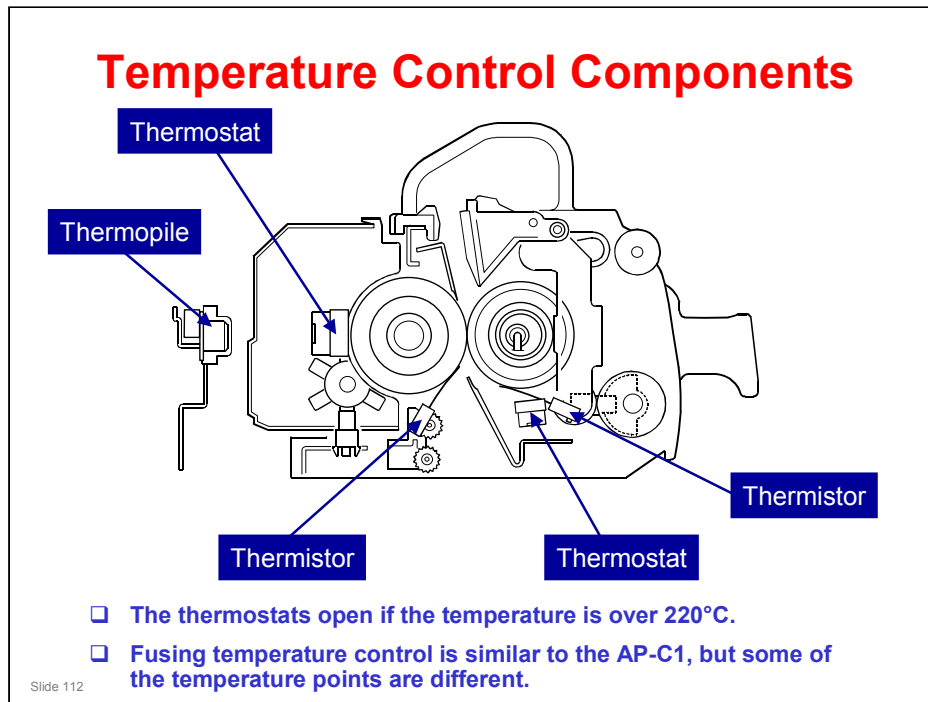 Temperature Control Components
Thermostat
Thermopile
Thermistor
Thermistor
Thermostat
❑ The thermostats open if the temperature is over 220°C.
❑ Fusing temperature control is similar to the AP-C1, but some of
the temperature points are different.
Slide 112